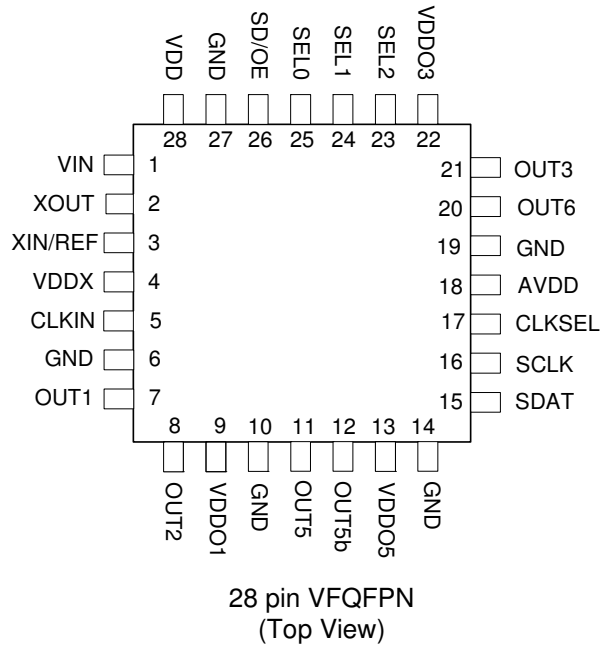 VDD GND SD/OE SEL0 SEL1 SEL2 VDDO3
28 27 26 25 24 23 22
VIN 1 21 OUT3
XOUT 2 20 OUT6
XIN/REF 3 19 GND
VDDX 4 18 AVDD
CLKIN 5 17 CLKSEL
GND 6 16 SCLK
OUT1 7 15 SDAT
8 9 10 11 12 13 14
OUT2 VDDO1 GND OUT5 OUT5b VDDO5 GND
28 pin VFQFPN
(Top View)